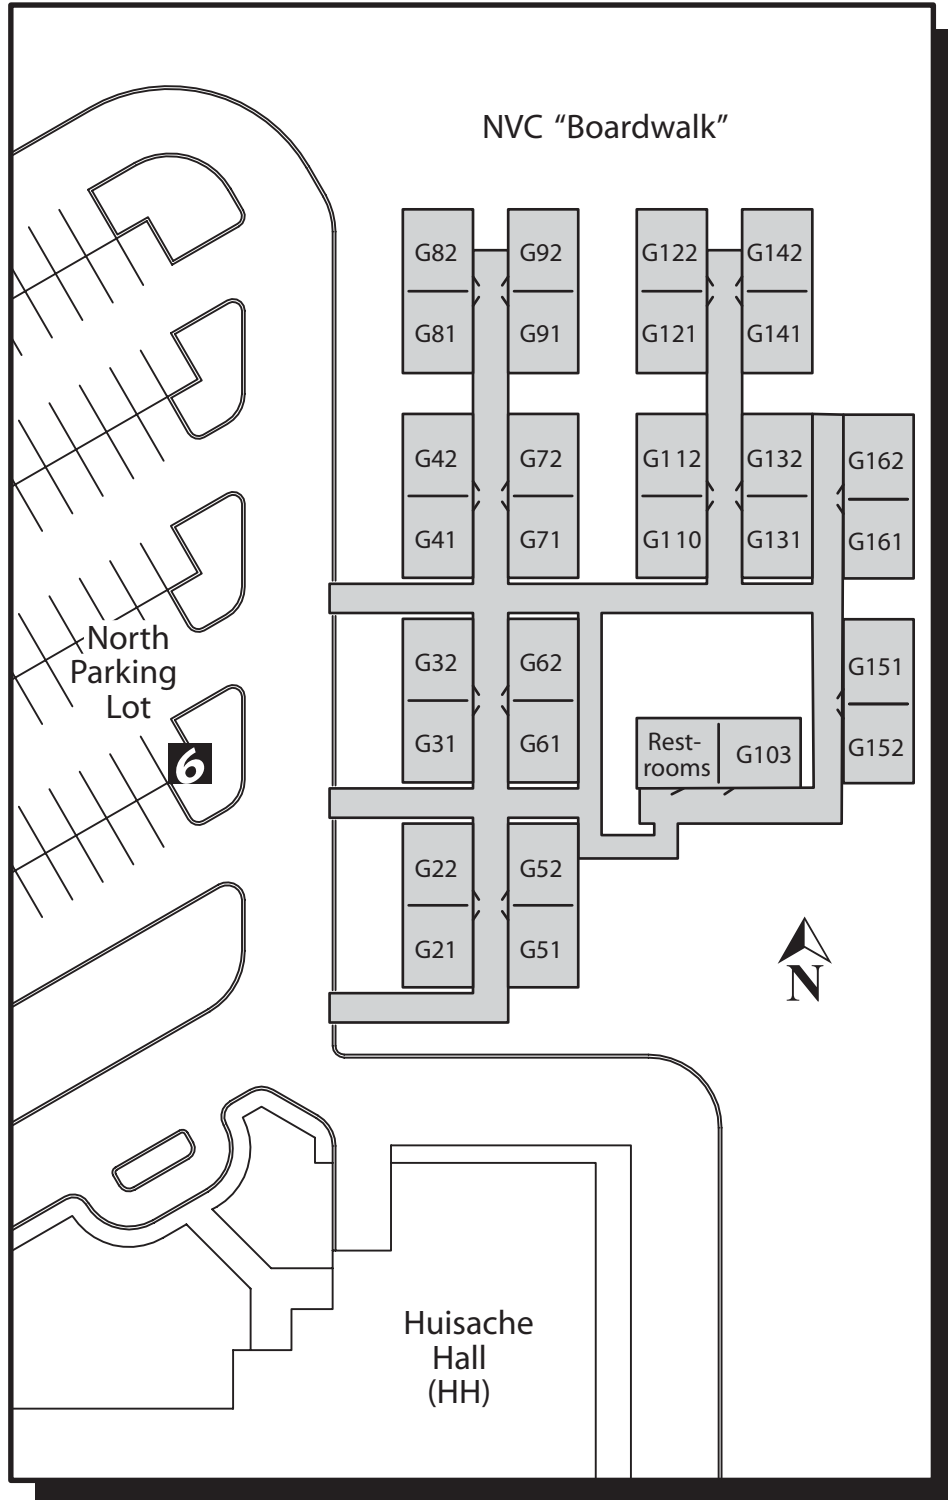 NVC “Boardwalk”
G82
G92
G122
G142
G81
G91
G121
G141
G42
G72
G112
G132
G162
G41
G71
G110
G131
G161
North
Parking
Lot
6
G32
G62
G151
G31
G61
Rest-
rooms
G103
G152
G22
G52
G21
G51
N
Huisache
Hall
(HH)